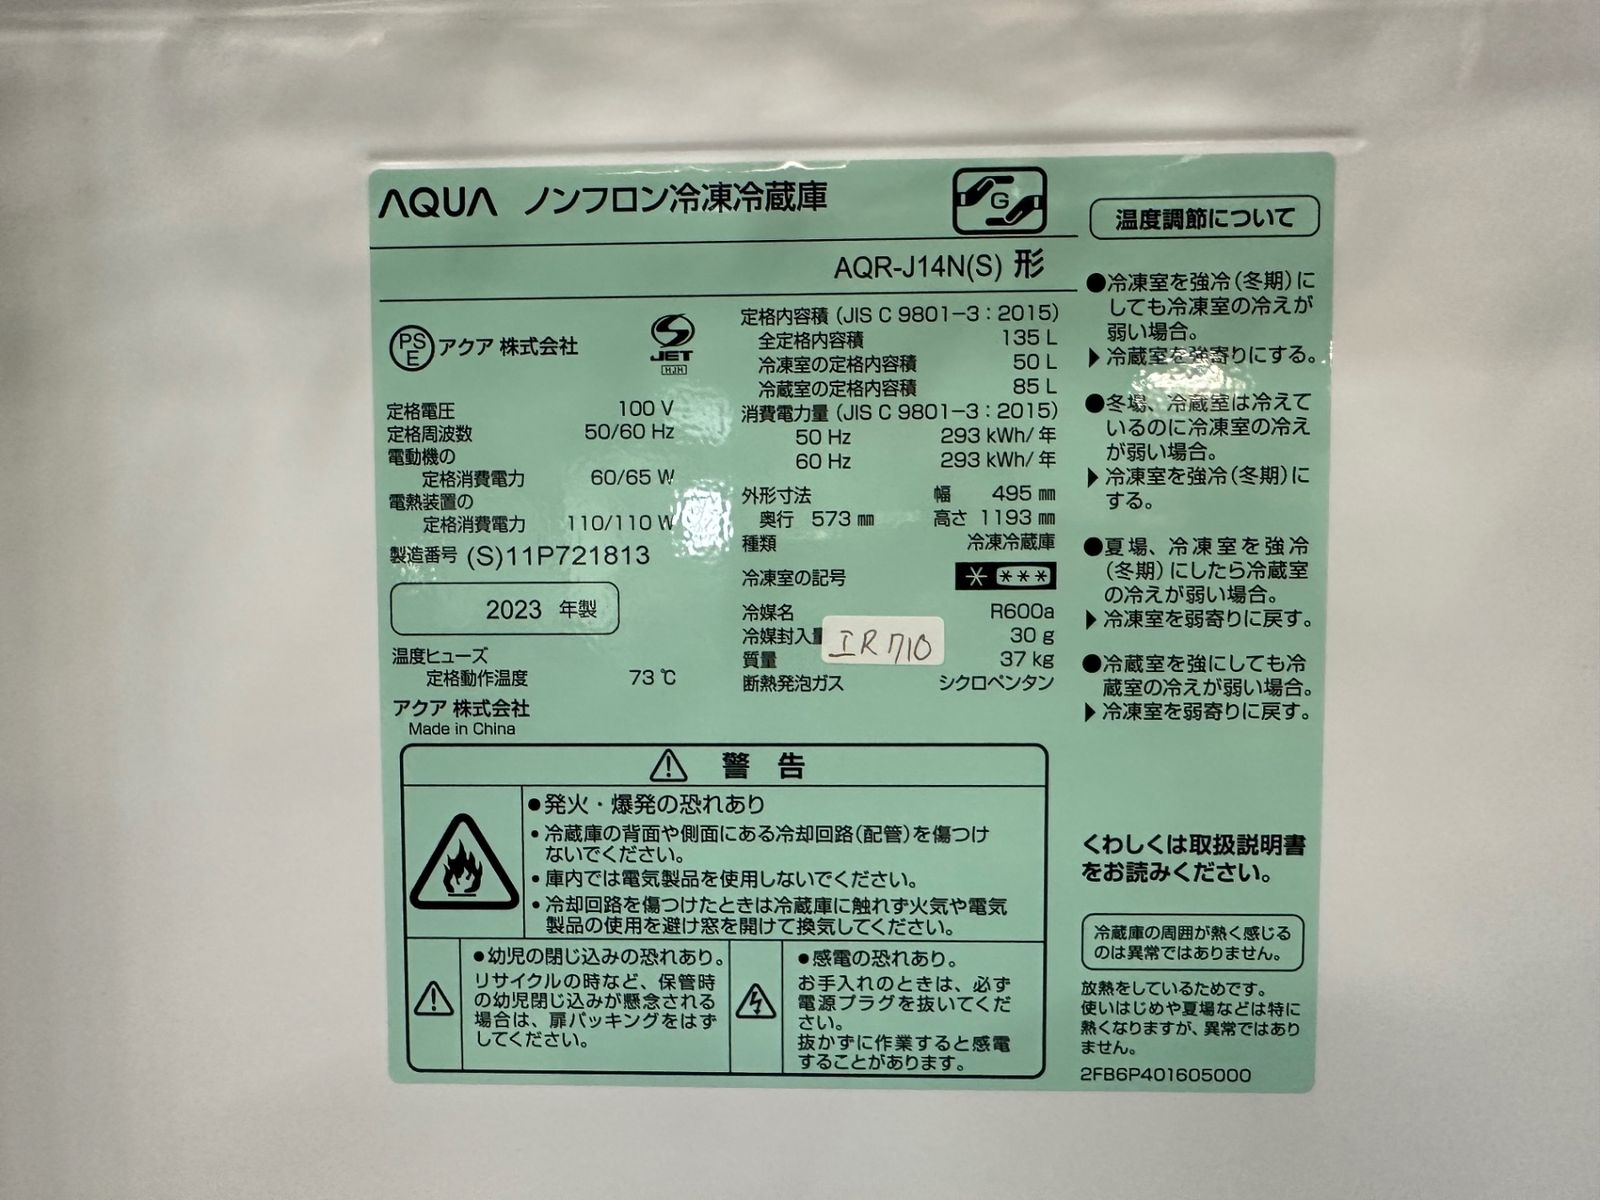 AQUA ノンフロン冷凍冷蔵庫
G
AQR-J14N(S) 形
PS
E
アクア 株式会社
S
JET
HJH
定格電圧 100 V
定格周波数 50/60 Hz
電動機の
定格消費電力 60/65 W
電熱装置の
定格消費電力 110/110 W
製造番号 (S)11P721813
2023 年製
温度ヒューズ
定格動作温度 73 ℃
アクア 株式会社
Made in China
定格内容積 (JIS C 9801-3 : 2015)
全定格内容積 135 L
冷凍室の定格内容積 50 L
冷蔵室の定格内容積 85 L
消費電力量 (JIS C 9801-3 : 2015)
50 Hz 293 kWh/年
60 Hz 293 kWh/年
外形寸法 幅 495 ㎜
奥行 573 ㎜ 高さ 1193 ㎜
種類 冷凍冷蔵庫
冷凍室の記号 * ***
冷媒名 R600a
冷媒封入量 30 g
IR710
質量 37 kg
断熱発泡ガス シクロペンタン
警 告
●発火・爆発の恐れあり
・冷蔵庫の背面や側面にある冷却回路(配管)を傷つけ
ないでください。
・庫内では電気製品を使用しないでください。
・冷却回路を傷つけたときは冷蔵庫に触れず火気や電気
製品の使用を避け窓を開けて換気してください。
●幼児の閉じ込みの恐れあり。
リサイクルの時など、保管時
の幼児閉じ込みが懸念される
場合は、扉パッキングをはず
してください。
●感電の恐れあり。
お手入れのときは、必ず
電源プラグを抜いてくだ
さい。
抜かずに作業すると感電
することがあります。
温度調節について
●冷凍室を強冷(冬期)に
しても冷凍室の冷えが
弱い場合。
▶冷蔵室を強寄りにする。
●冬場、冷蔵室は冷えて
いるのに冷凍室の冷え
が弱い場合。
▶冷凍室を強冷(冬期)に
する。
●夏場、冷凍室を強冷
(冬期)にしたら冷蔵室
の冷えが弱い場合。
▶冷凍室を弱寄りに戻す。
●冷蔵室を強にしても冷
蔵室の冷えが弱い場合。
▶冷凍室を弱寄りに戻す。
くわしくは取扱説明書
をお読みください。
冷蔵庫の周囲が熱く感じる
のは異常ではありません。
放熱をしているためです。
使いはじめや夏場などは特に
熱くなりますが、異常ではあり
ません。
2FB6P401605000